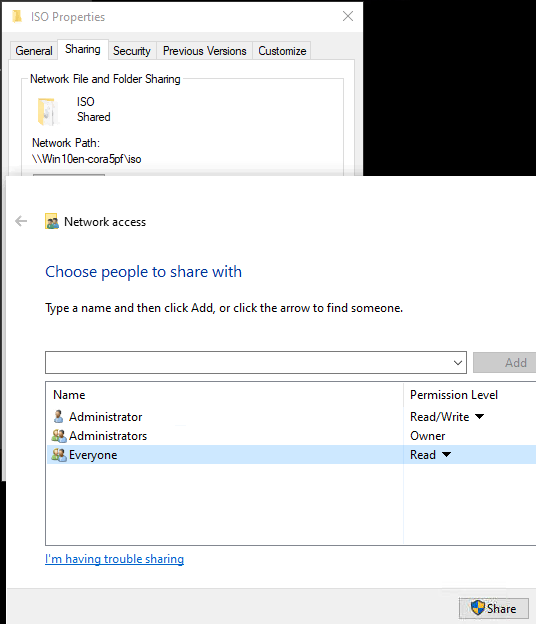 ISO Properties
General Sharing Security Previous Versions Customize
Network File and Folder Sharing
ISO
Shared
Network Path:
\\Win10en-cora5pf\iso
Network access
Choose people to share with
Type a name and then click Add, or click the arrow to find someone.
Add
Name Permission Level
Administrator Read/Write
Administrators Owner
Everyone Read
I'm having trouble sharing
Share